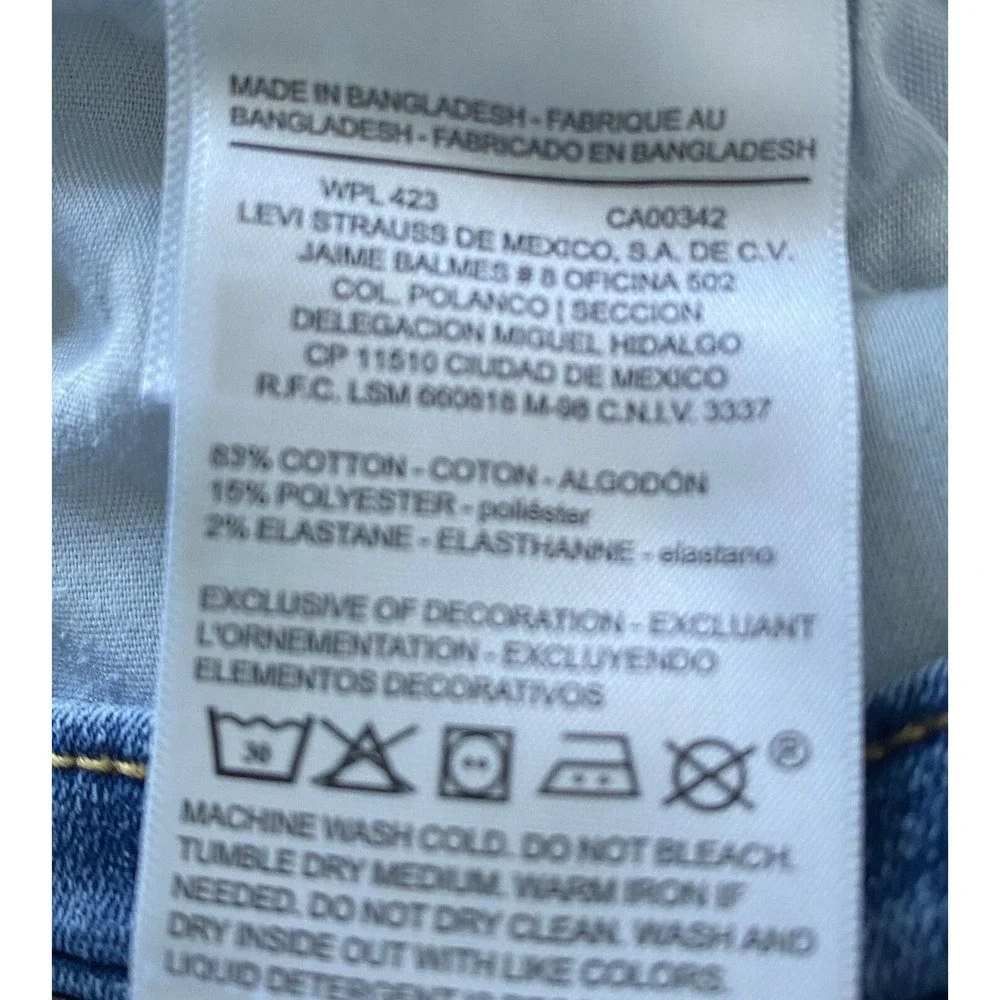 MADE IN BANGLADESH - FABRIQUE AU
BANGLADESH - FABRICADO EN BANGLADESH
WPL 423 CA00342
LEVI STRAUSS DE MEXICO, S.A. DE C.V.
JAIME BALMES # 8 OFICINA 502
COL. POLANCO | SECCION
DELEGACION MIGUEL HIDALGO
CP 11510 CIUDAD DE MEXICO
R.F.C. LSM M-98 C.N.I.V. 3337
83% COTTON - COTON - ALGODÓN
15% POLYESTER - poliéster
2% ELASTANE - ELASTHANNE - elastano
EXCLUSIVE OF DECORATION - EXCLUANT
L'ORNEMENTATION - EXCLUYENDO
ELEMENTOS DECORATIVOS
30 ®
MACHINE WASH COLD. DO NOT BLEACH.
TUMBLE DRY MEDIUM. WARM IRON IF
NEEDED. DO NOT DRY CLEAN. WASH AND
DRY INSIDE OUT WITH LIKE COLORS.
LIQUID DETERGENT IS